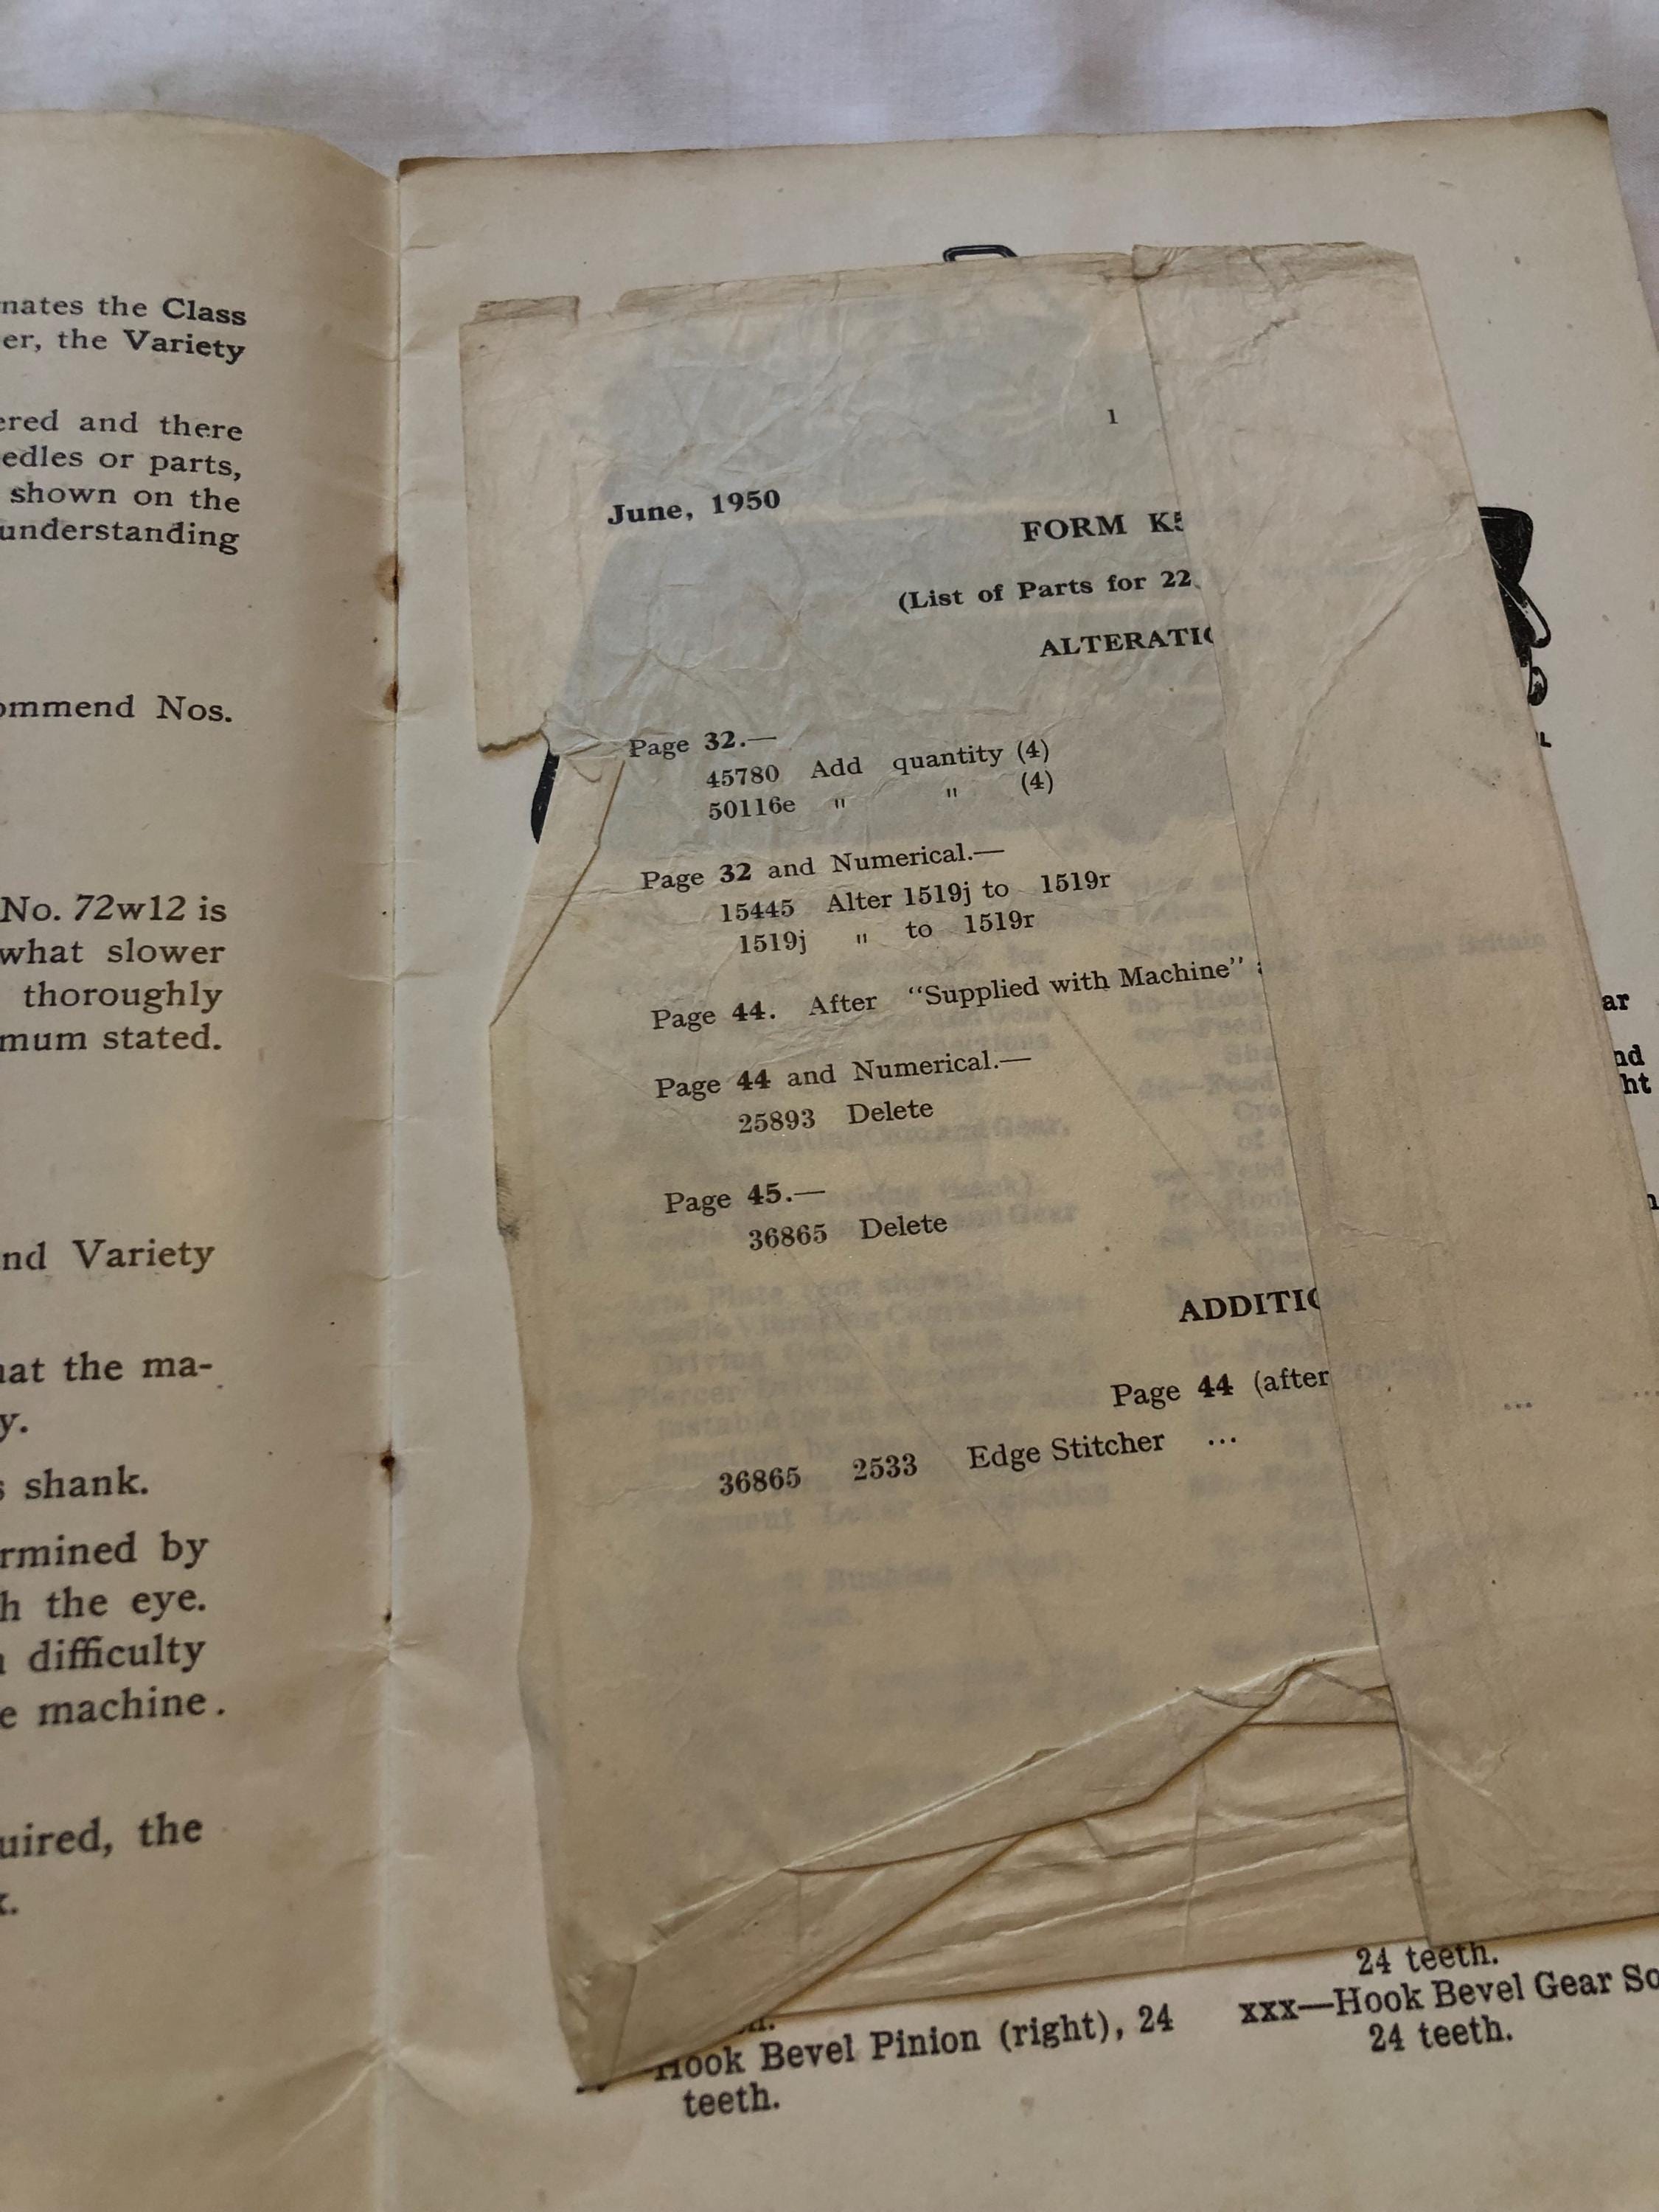 nates the Class
er, the Variety
ered and there
edles or parts,
shown on the
understanding
ommend Nos.
No. 72w12 is
what slower
thoroughly
mum stated.
nd Variety
hat the ma-
y.
s shank.
rmined by
h the eye.
difficulty
e machine.
uired, the
1
June, 1950
FORM K5
(List of Parts for 22
ALTERATIO
Page 32.—
45780 Add quantity (4)
50116e " " (4)
Page 32 and Numerical.—
15445 Alter 1519j to 1519r
1519j " to 1519r
Page 44. After "Supplied with Machine"
Page 44 and Numerical.—
25893 Delete
Page 45.—
36865 Delete
ADDITIO
Page 44 (after
36865 2533 Edge Stitcher ...
ar
nd
ht
24 teeth.
Hook Bevel Pinion (right), 24
teeth.
xxx—Hook Bevel Gear So
24 teeth.